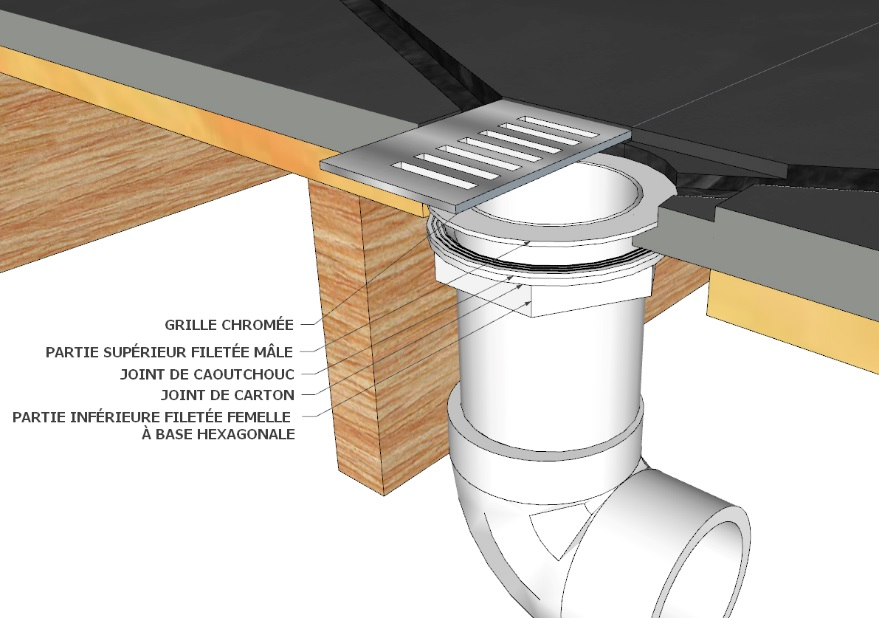 GRILLE CHROMÉE
PARTIE SUPÉRIEUR FILETÉE MÂLE
JOINT DE CAOUTCHOUC
JOINT DE CARTON
PARTIE INFÉRIEURE FILETÉE FEMELLE
À BASE HEXAGONALE